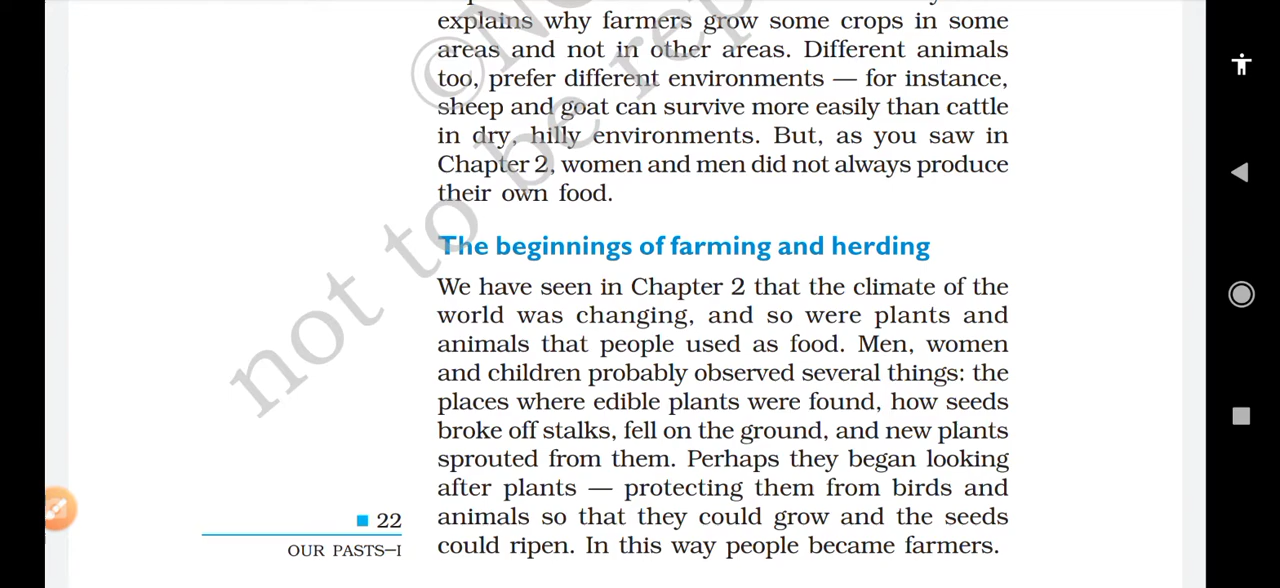 explains why farmers grow some crops in some
areas and not in other areas. Different animals
too, prefer different environments — for instance,
sheep and goat can survive more easily than cattle
in dry, hilly environments. But, as you saw in
Chapter 2, women and men did not always produce
their own food.
The beginnings of farming and herding
We have seen in Chapter 2 that the climate of the
world was changing, and so were plants and
animals that people used as food. Men, women
and children probably observed several things: the
places where edible plants were found, how seeds
broke off stalks, fell on the ground, and new plants
sprouted from them. Perhaps they began looking
after plants — protecting them from birds and
animals so that they could grow and the seeds
could ripen. In this way people became farmers.
22
OUR PASTS–I
not to be rep